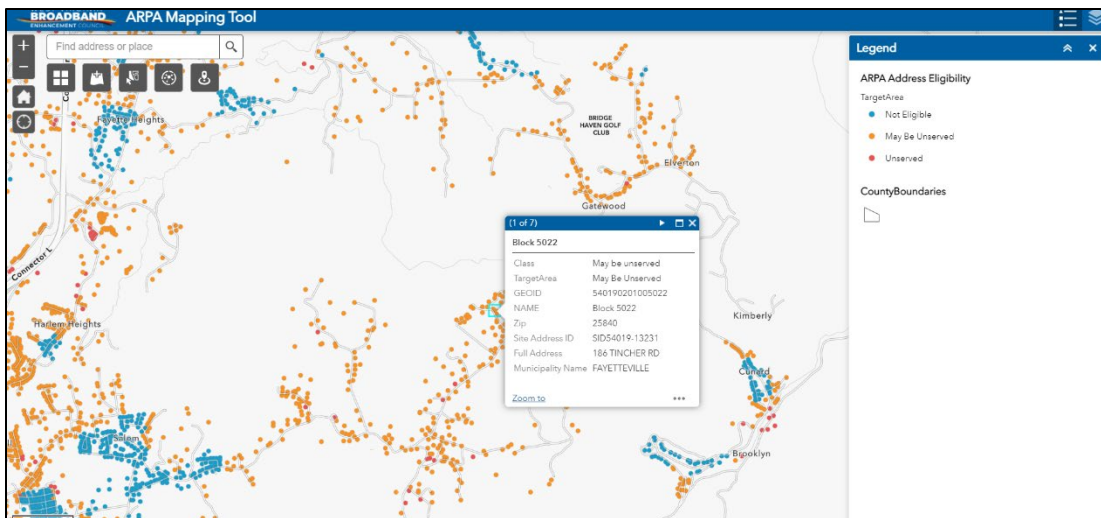 BROADBAND
ENHANCEMENT COUNCIL
ARPA Mapping Tool
Find address or place
Fayette Heights
BRIDGE
HAVEN GOLF
CLUB
Elverton
Gatewood
Connector L
Harlem Heights
Kimberly
Cunard
Salem
Brooklyn
(1 of 7)
Block 5022
Class May be unserved
TargetArea May Be Unserved
GEOID 540190201005022
NAME Block 5022
Zip 25840
Site Address ID SID54019-13231
Full Address 186 TINCHER RD
Municipality Name FAYETTEVILLE
Zoom to
Legend
ARPA Address Eligibility
TargetArea
Not Eligible
May Be Unserved
Unserved
CountyBoundaries